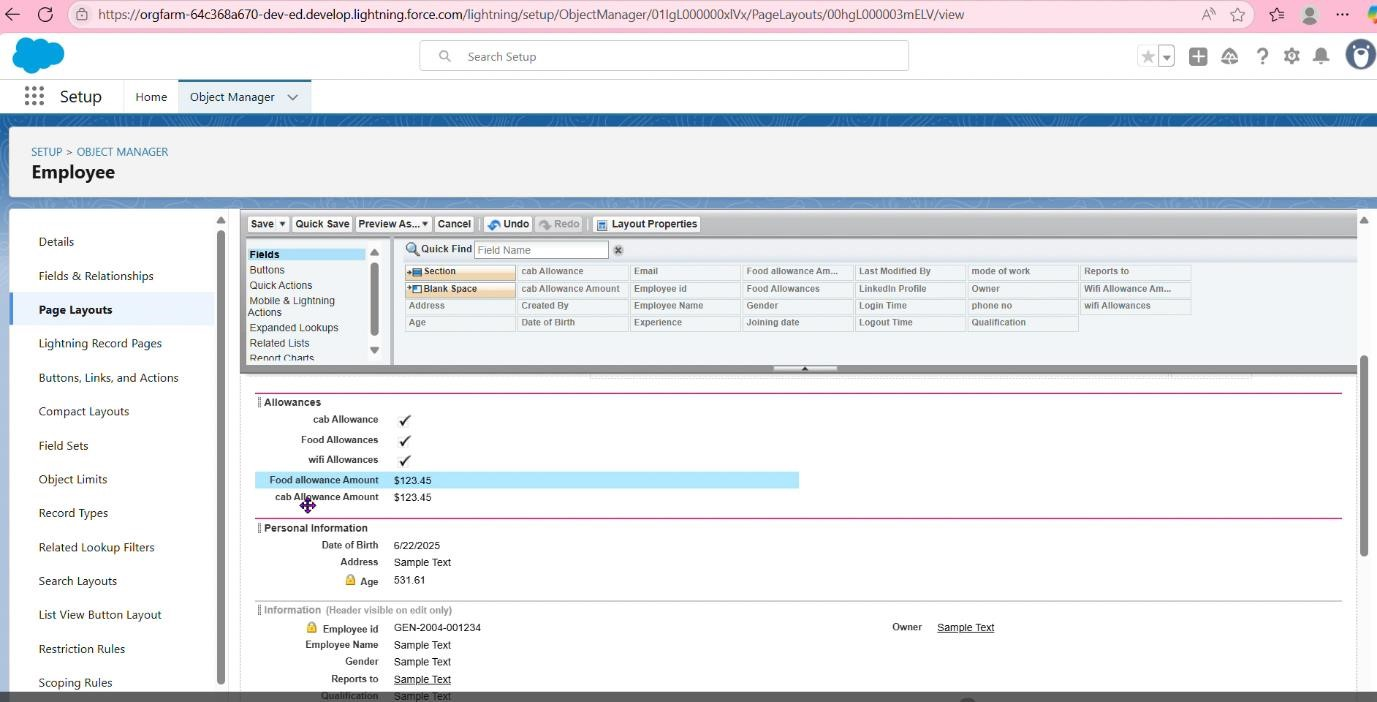 https://orgfarm-64c368a670-dev-ed.develop.lightning.force.com/lightning/setup/ObjectManager/01IgL000000xIVx/PageLayouts/00hgL000003mELV/view
Search Setup
Setup
Home
Object Manager
SETUP > OBJECT MANAGER
Employee
Details
Fields & Relationships
Page Layouts
Lightning Record Pages
Buttons, Links, and Actions
Compact Layouts
Field Sets
Object Limits
Record Types
Related Lookup Filters
Search Layouts
List View Button Layout
Restriction Rules
Scoping Rules
Save Quick Save Preview As... Cancel Undo Redo Layout Properties
Fields
Buttons
Quick Actions
Mobile & Lightning
Actions
Expanded Lookups
Related Lists
Report Charts
Quick Find Field Name
Section cab Allowance Email Food allowance Am... Last Modified By mode of work Reports to
Blank Space cab Allowance Amount Employee id Food Allowances LinkedIn Profile Owner Wifi Allowance Am...
Address Created By Employee Name Gender Login Time phone no wifi Allowances
Age Date of Birth Experience Joining date Logout Time Qualification
Allowances
cab Allowance
Food Allowances
wifi Allowances
Food allowance Amount $123.45
cab Allowance Amount $123.45
Personal Information
Date of Birth 6/22/2025
Address Sample Text
Age 531.61
Information (Header visible on edit only)
Employee id GEN-2004-001234 Owner Sample Text
Employee Name Sample Text
Gender Sample Text
Reports to Sample Text
Qualification Sample Text